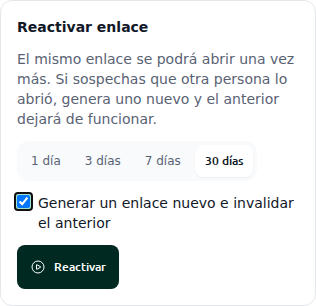 Reactivar enlace
El mismo enlace se podrá abrir una vez
más. Si sospechas que otra persona lo
abrió, genera uno nuevo y el anterior
dejará de funcionar.
1 día 3 días 7 días 30 días
Generar un enlace nuevo e invalidar
el anterior
Reactivar